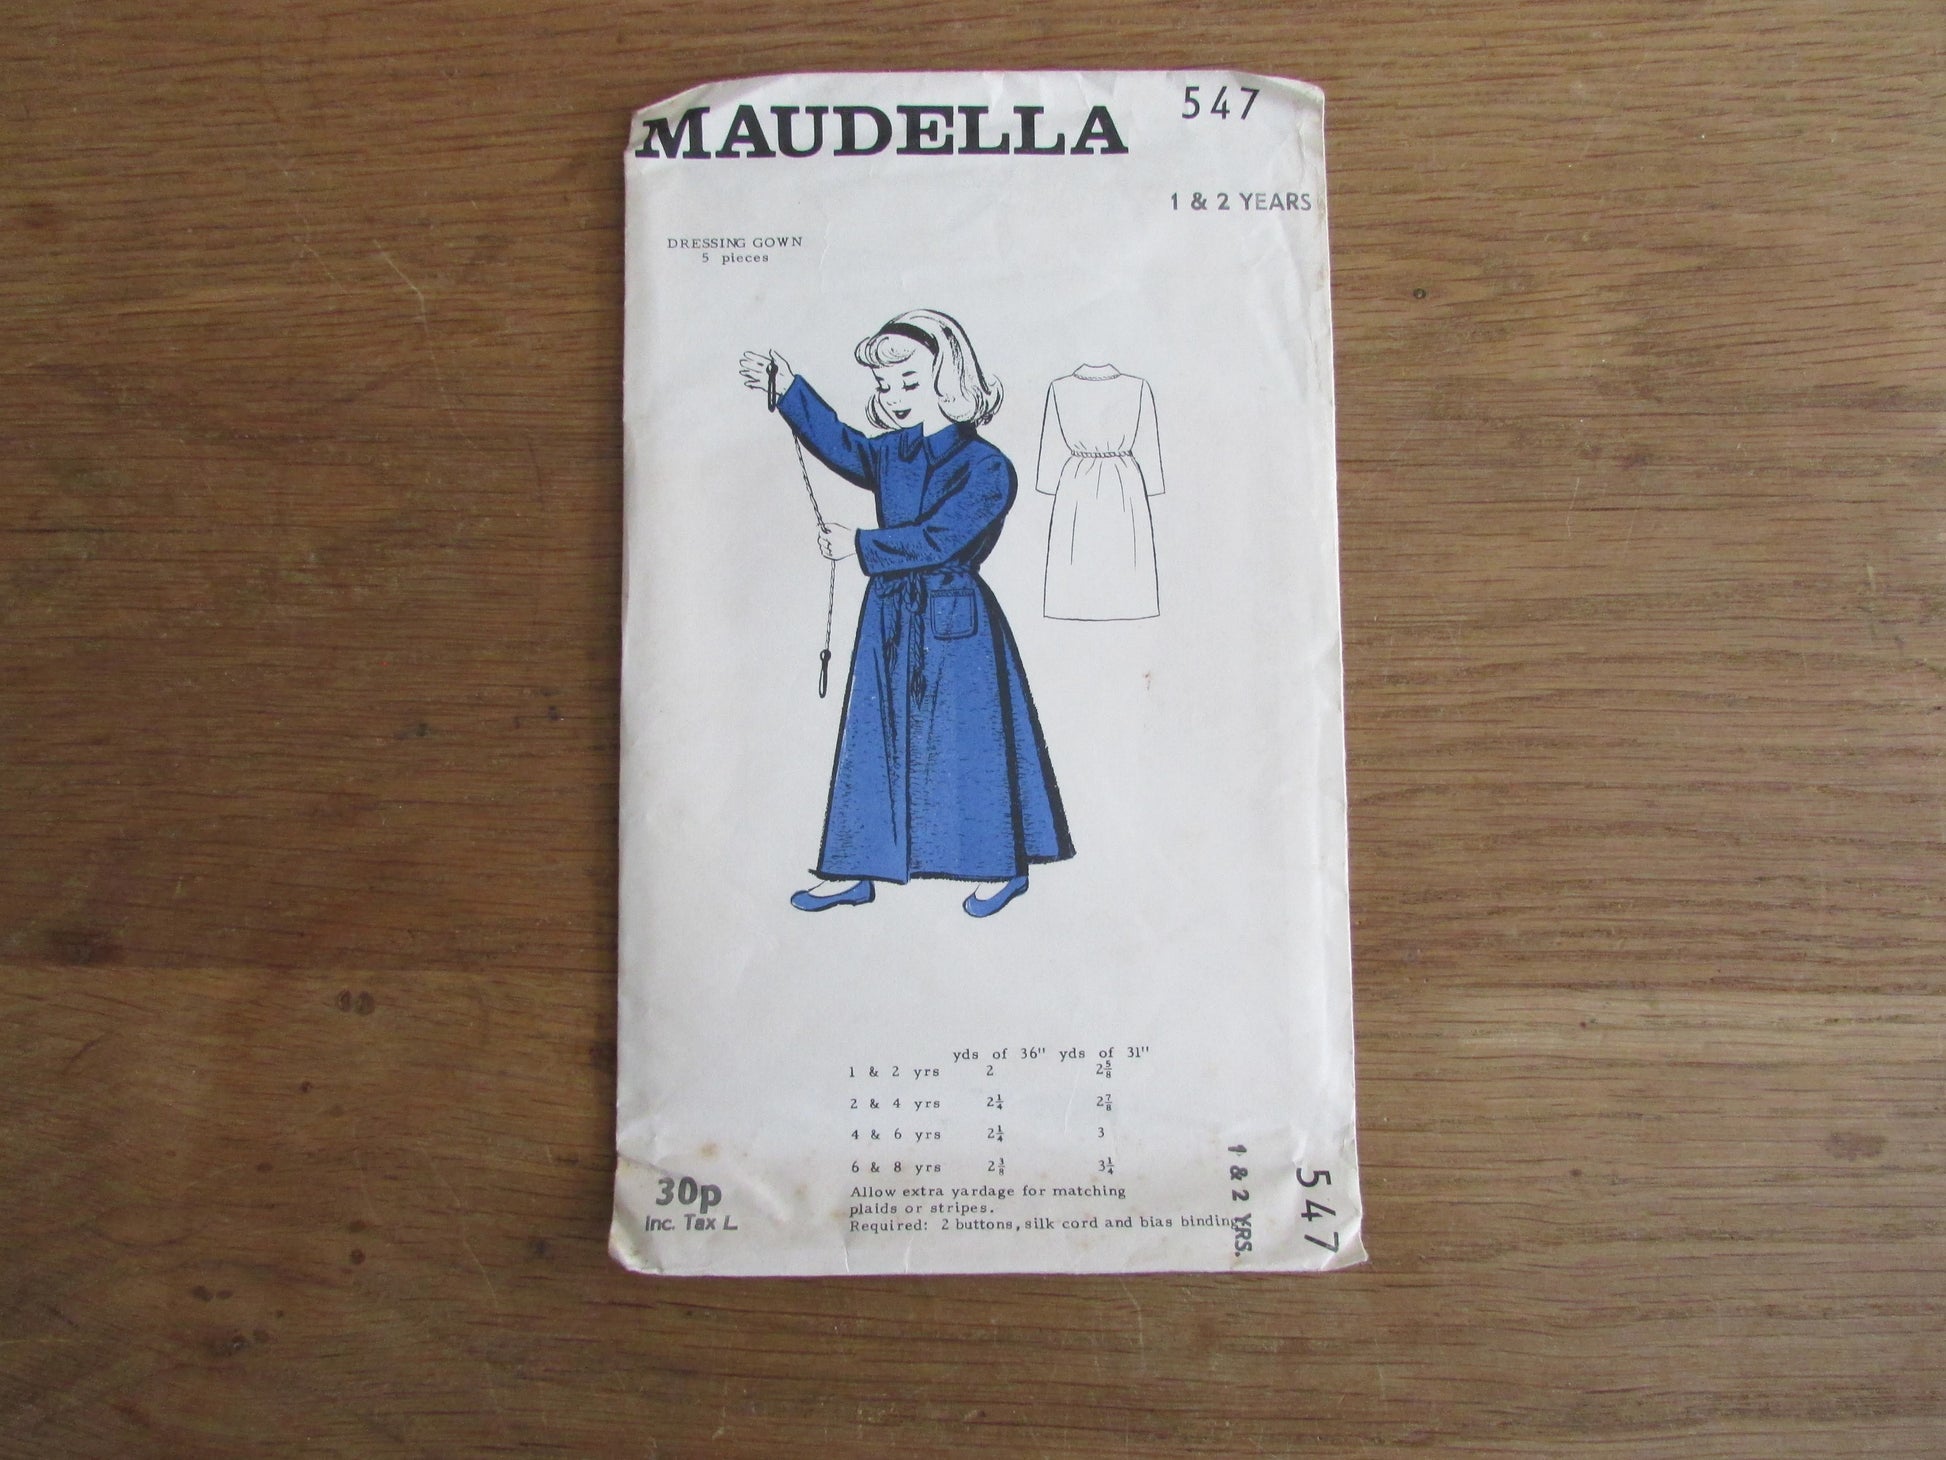 MAUDELLA 547
1 & 2 YEARS
DRESSING GOWN
5 pieces
yds of 36" yds of 31"
1 & 2 yrs 2 2⅝
2 & 4 yrs 2¼ 2⅞
4 & 6 yrs 2¼ 3
6 & 8 yrs 2⅜ 3¼
Allow extra yardage for matching
plaids or stripes.
Required: 2 buttons, silk cord and bias binding
30p
Inc. Tax L
1 & 2 YRS.
547